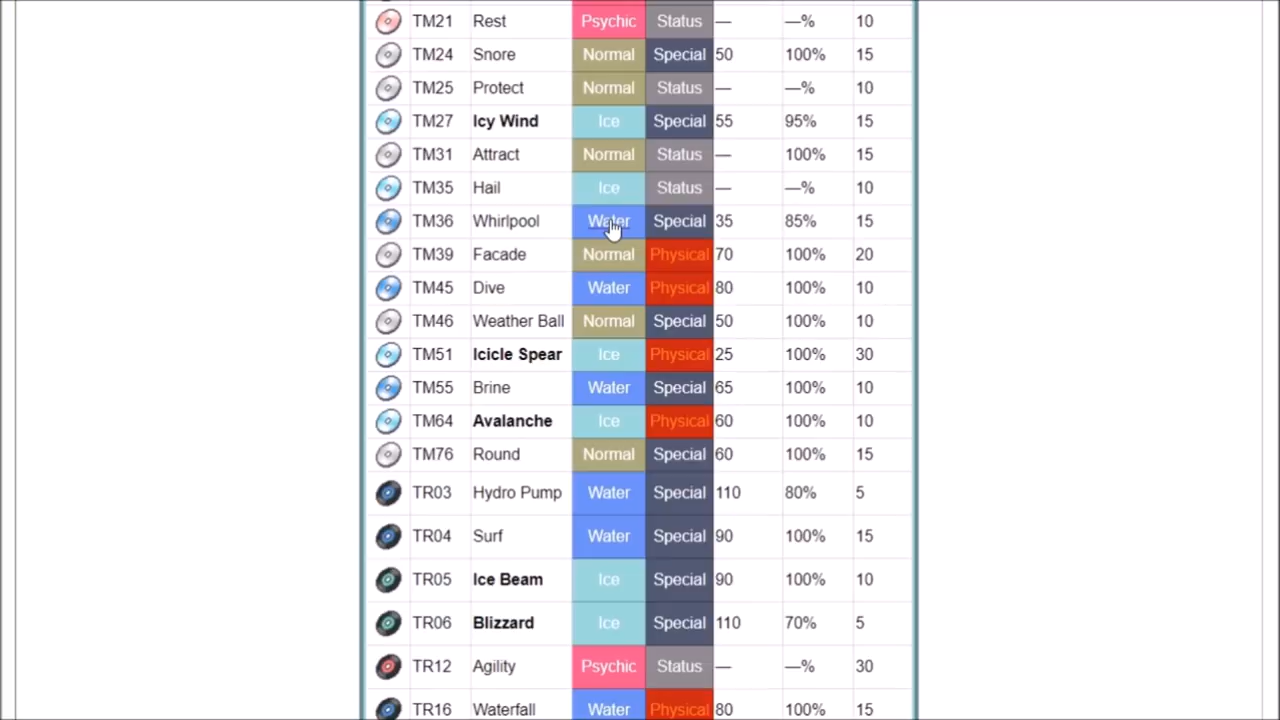 TM21 Rest Psychic Status — —% 10
TM24 Snore Normal Special 50 100% 15
TM25 Protect Normal Status — —% 10
TM27 Icy Wind Ice Special 55 95% 15
TM31 Attract Normal Status — 100% 15
TM35 Hail Ice Status — —% 10
TM36 Whirlpool Water Special 35 85% 15
TM39 Facade Normal Physical 70 100% 20
TM45 Dive Water Physical 80 100% 10
TM46 Weather Ball Normal Special 50 100% 10
TM51 Icicle Spear Ice Physical 25 100% 30
TM55 Brine Water Special 65 100% 10
TM64 Avalanche Ice Physical 60 100% 10
TM76 Round Normal Special 60 100% 15
TR03 Hydro Pump Water Special 110 80% 5
TR04 Surf Water Special 90 100% 15
TR05 Ice Beam Ice Special 90 100% 10
TR06 Blizzard Ice Special 110 70% 5
TR12 Agility Psychic Status — —% 30
TR16 Waterfall Water Physical 80 100% 15